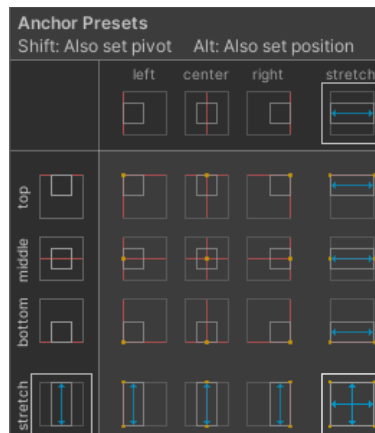 Anchor Presets
Shift: Also set pivot Alt: Also set position
left center right stretch
top
middle
bottom
stretch